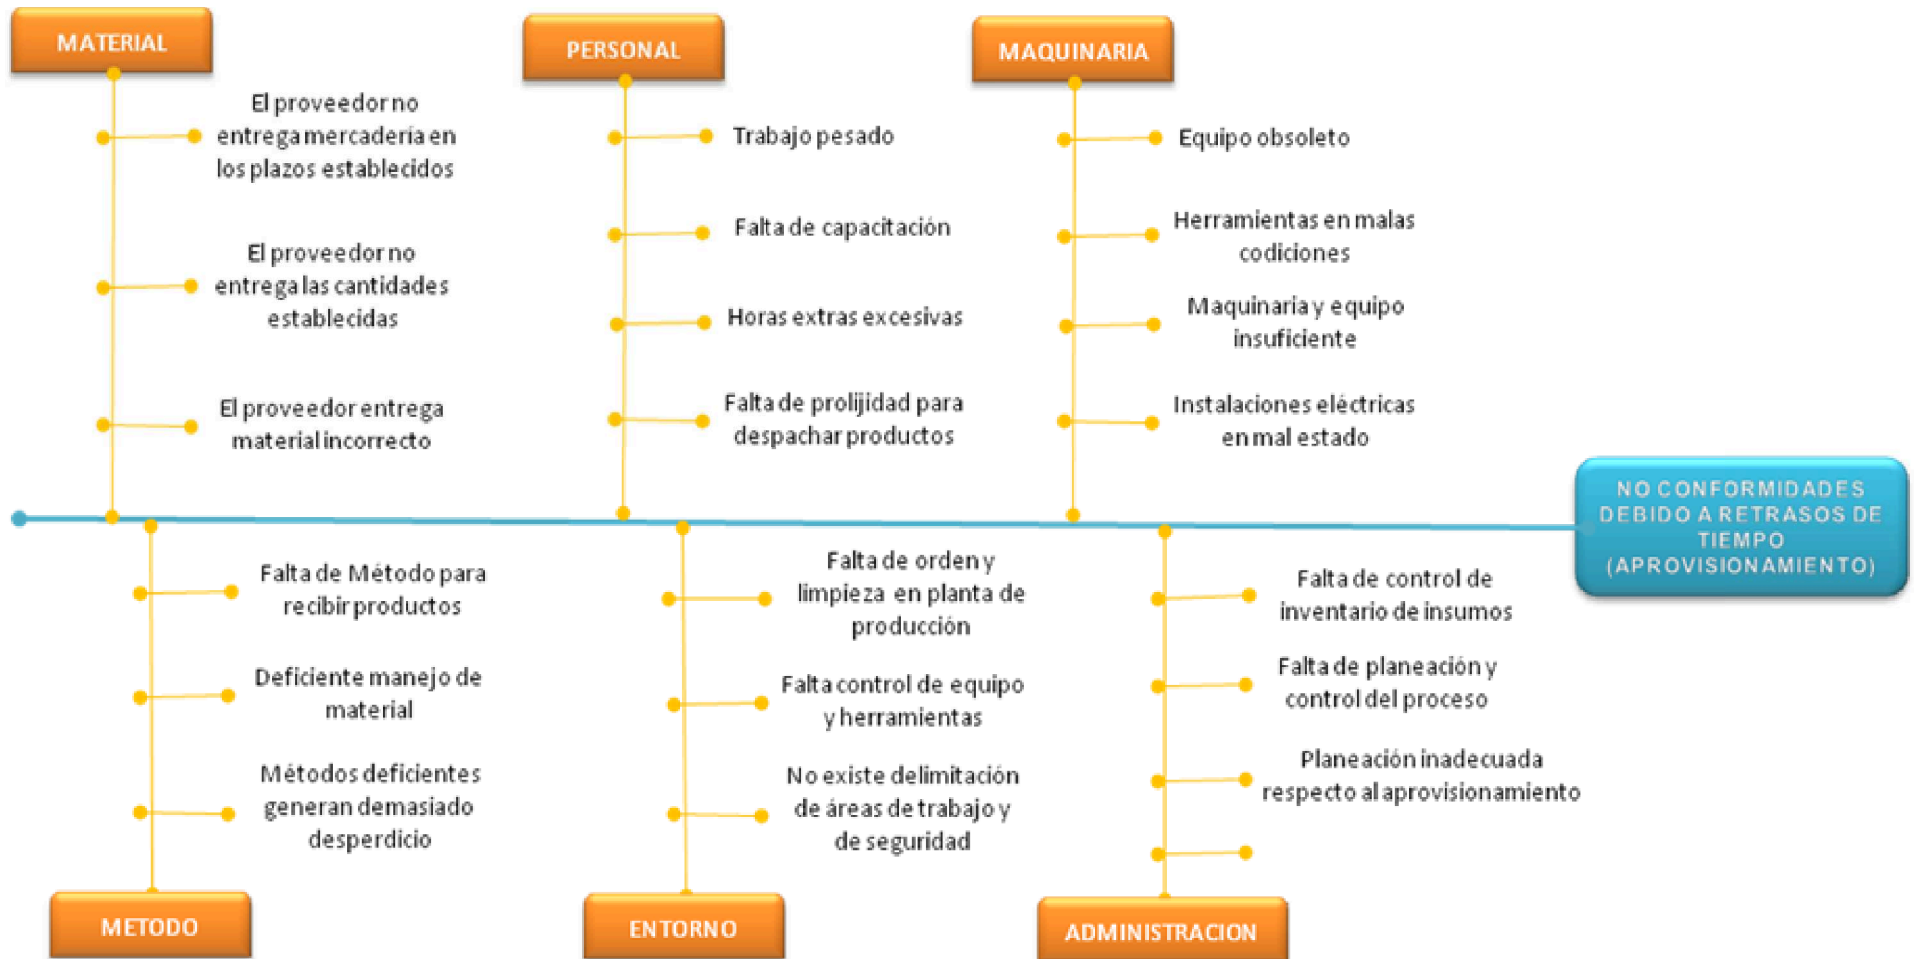 MATERIAL
El proveedor no
entrega mercadería en
los plazos establecidos
El proveedor no
entrega las cantidades
establecidas
El proveedor entrega
material incorrecto
PERSONAL
Trabajo pesado
Falta de capacitación
Horas extras excesivas
Falta de prolijidad para
despachar productos
MAQUINARIA
Equipo obsoleto
Herramientas en malas
codiciones
Maquinaria y equipo
insuficiente
Instalaciones eléctricas
en mal estado
NO CONFORMIDADES
DEBIDO A RETRASOS DE
TIEMPO
(APROVISIONAMIENTO)
Falta de Método para
recibir productos
Deficiente manejo de
material
Métodos deficientes
generan demasiado
desperdicio
METODO
Falta de orden y
limpieza en planta de
producción
Falta control de equipo
y herramientas
No existe delimitación
de áreas de trabajo y
de seguridad
ENTORNO
Falta de control de
inventario de insumos
Falta de planeación y
control del proceso
Planeación inadecuada
respecto al aprovisionamiento
ADMINISTRACION